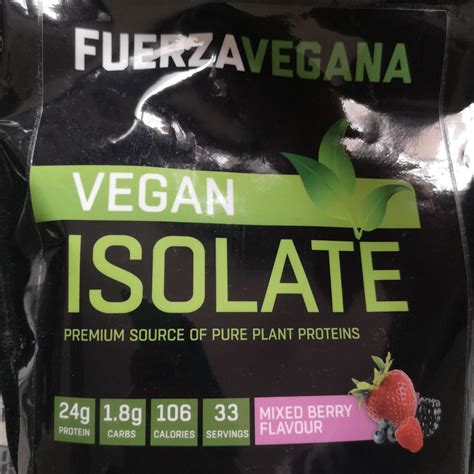 FUERZAVEGANA
VEGAN
ISOLATE
PREMIUM SOURCE OF PURE PLANT PROTEINS
24g PROTEIN
1.8g CARBS
106 CALORIES
33 SERVINGS
MIXED BERRY
FLAVOUR